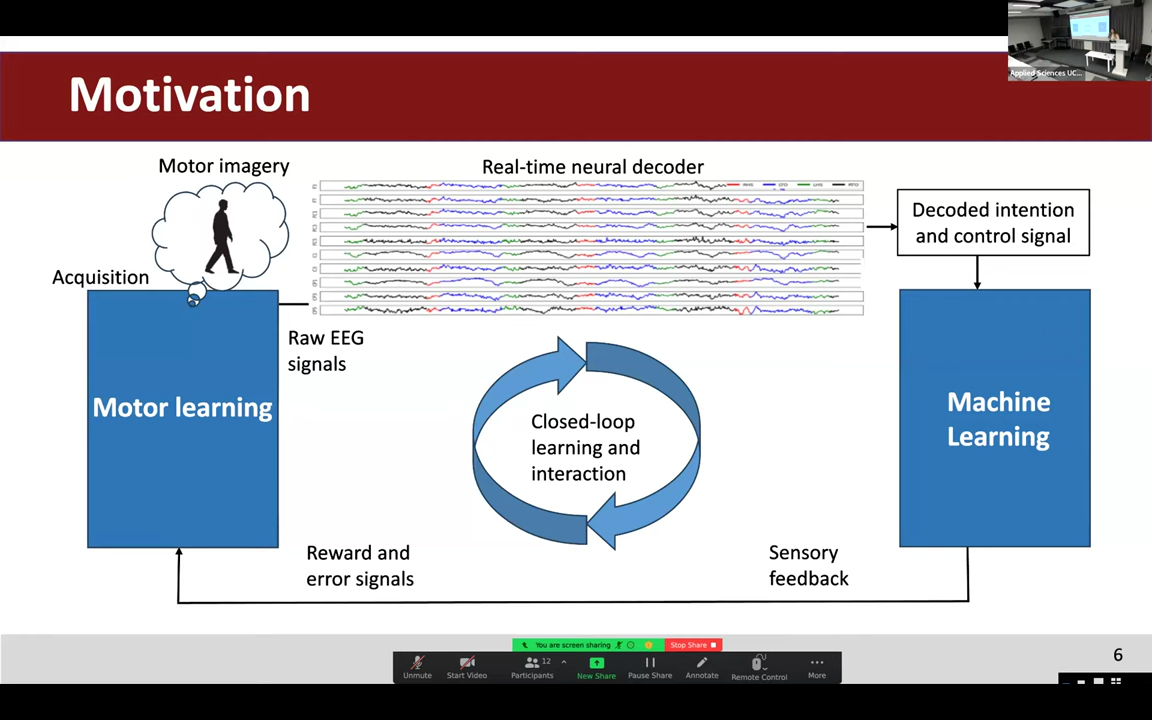 Applied Sciences UC...
Motivation
Motor imagery
Real-time neural decoder
Acquisition
Decoded intention
and control signal
Raw EEG
signals
Motor learning
Machine
Learning
Closed-loop
learning and
interaction
Reward and
error signals
Sensory
feedback
6
You are screen sharing
Stop Share
Unmute
Start Video
Participants
12
New Share
Pause Share
Annotate
Remote Control
More